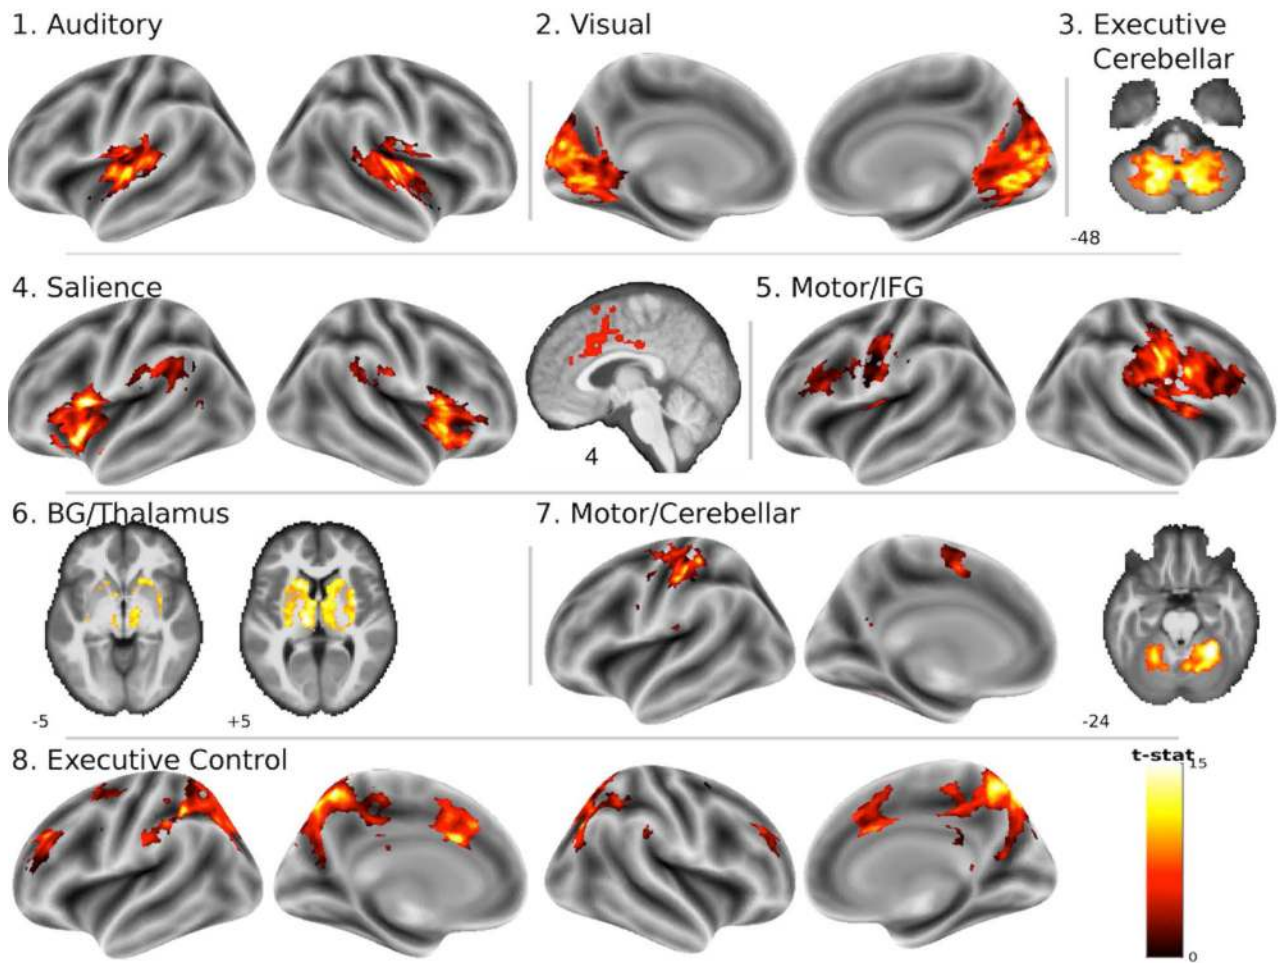 1. Auditory
2. Visual
3. Executive
Cerebellar
-48
4. Salience
4
5. Motor/IFG
6. BG/Thalamus
-5
+5
7. Motor/Cerebellar
-24
8. Executive Control
t-stat
15
0